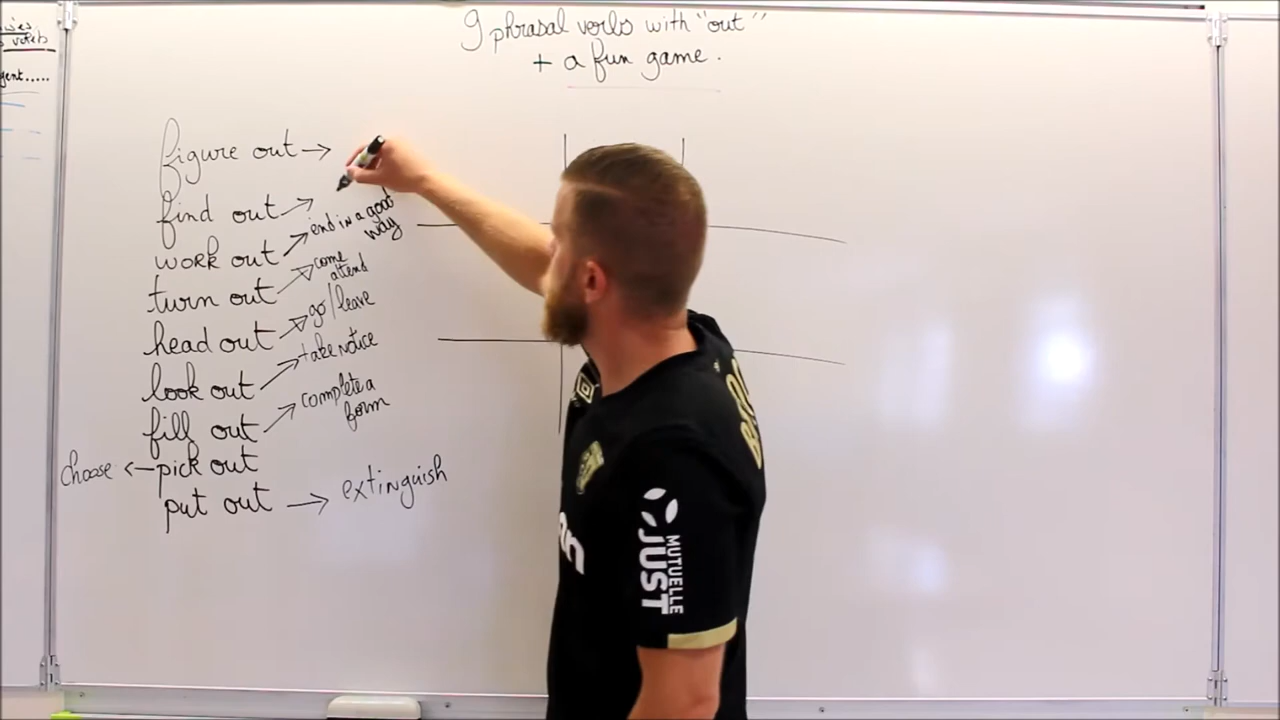 9 phrasal verbs with "out"
+ a fun game.
figure out →
find out →
work out → end in a good way
turn out → come attend
head out → go/leave
look out → take notice
fill out → complete a form
choose ← pick out
put out → extinguish
MUTUELLE
JUST